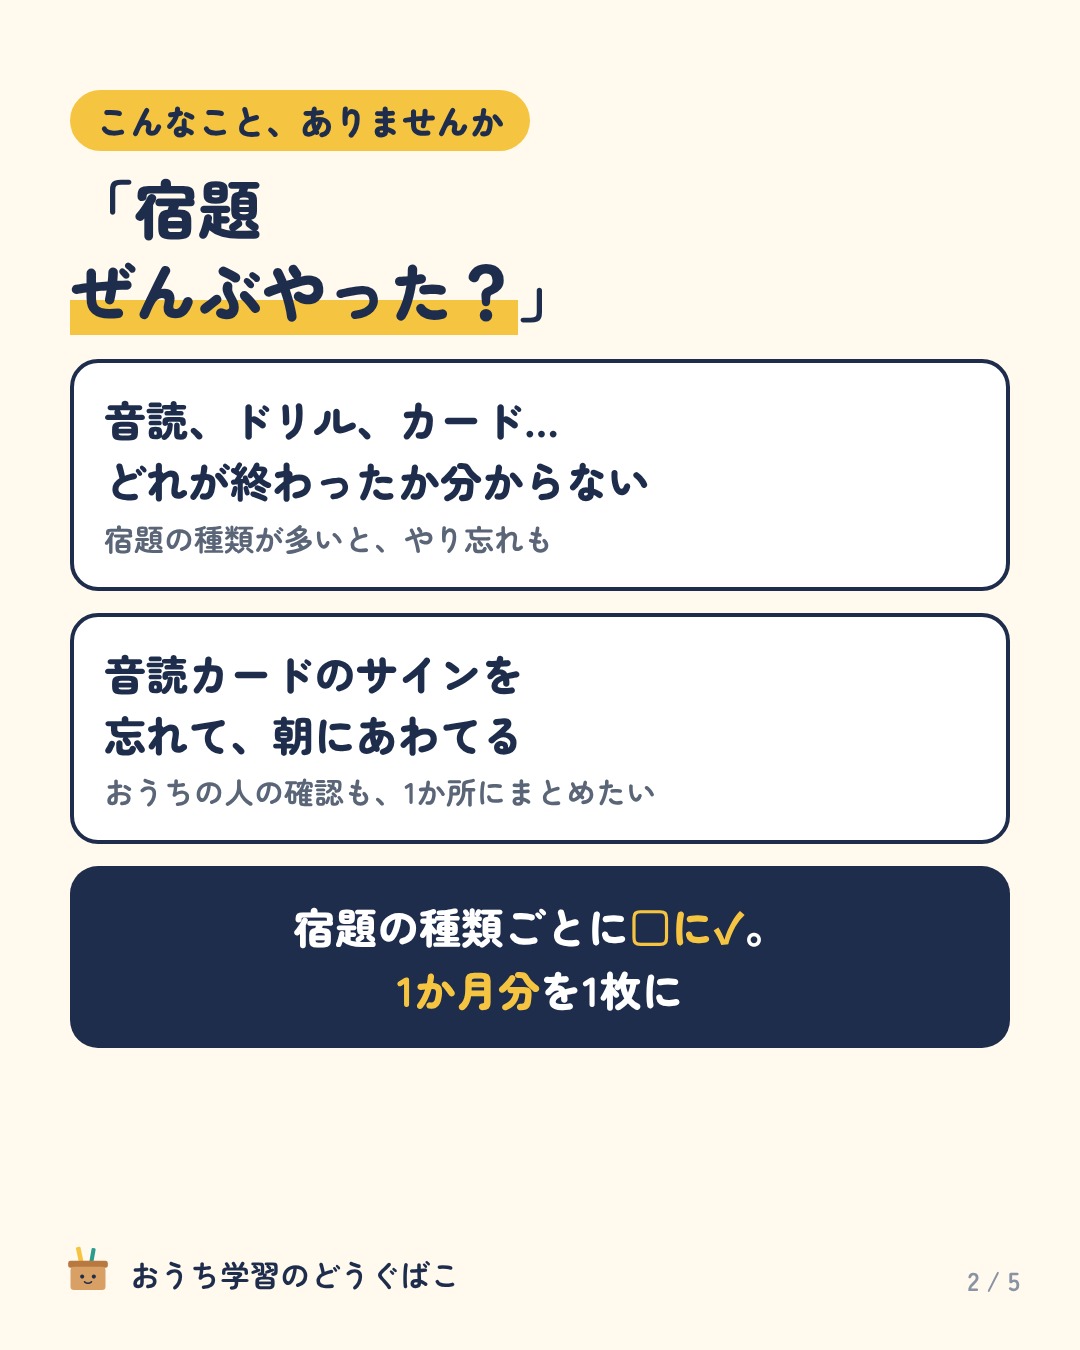 こんなこと、ありませんか
「宿題
ぜんぶやった？」
音読、ドリル、カード…
どれが終わったか分からない
宿題の種類が多いと、やり忘れも
音読カードのサインを
忘れて、朝にあわてる
おうちの人の確認も、1か所にまとめたい
宿題の種類ごとに□に✓。
1か月分を1枚に
おうち学習のどうぐばこ
2 / 5